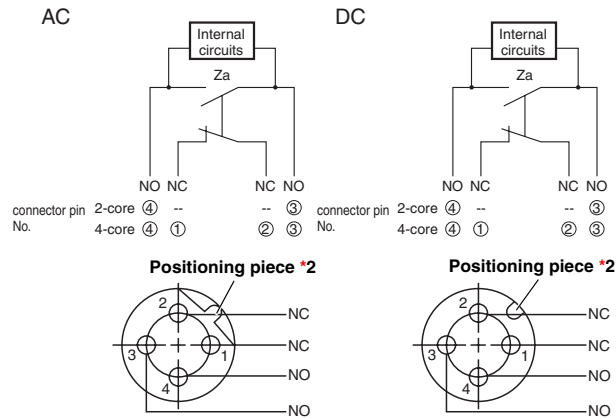 AC
DC
Internal
circuits
Internal
circuits
Za
Za
NO NC NC NO
NO NC NC NO
connector pin
No.
2-core ④ -- -- ③
4-core ④ ① ② ③
connector pin
No.
2-core ④ -- -- ③
4-core ④ ① ② ③
Positioning piece *2
Positioning piece *2
2
NC
3
1
NC
4
NO
NO
2
NC
3
1
NC
4
NO
NO